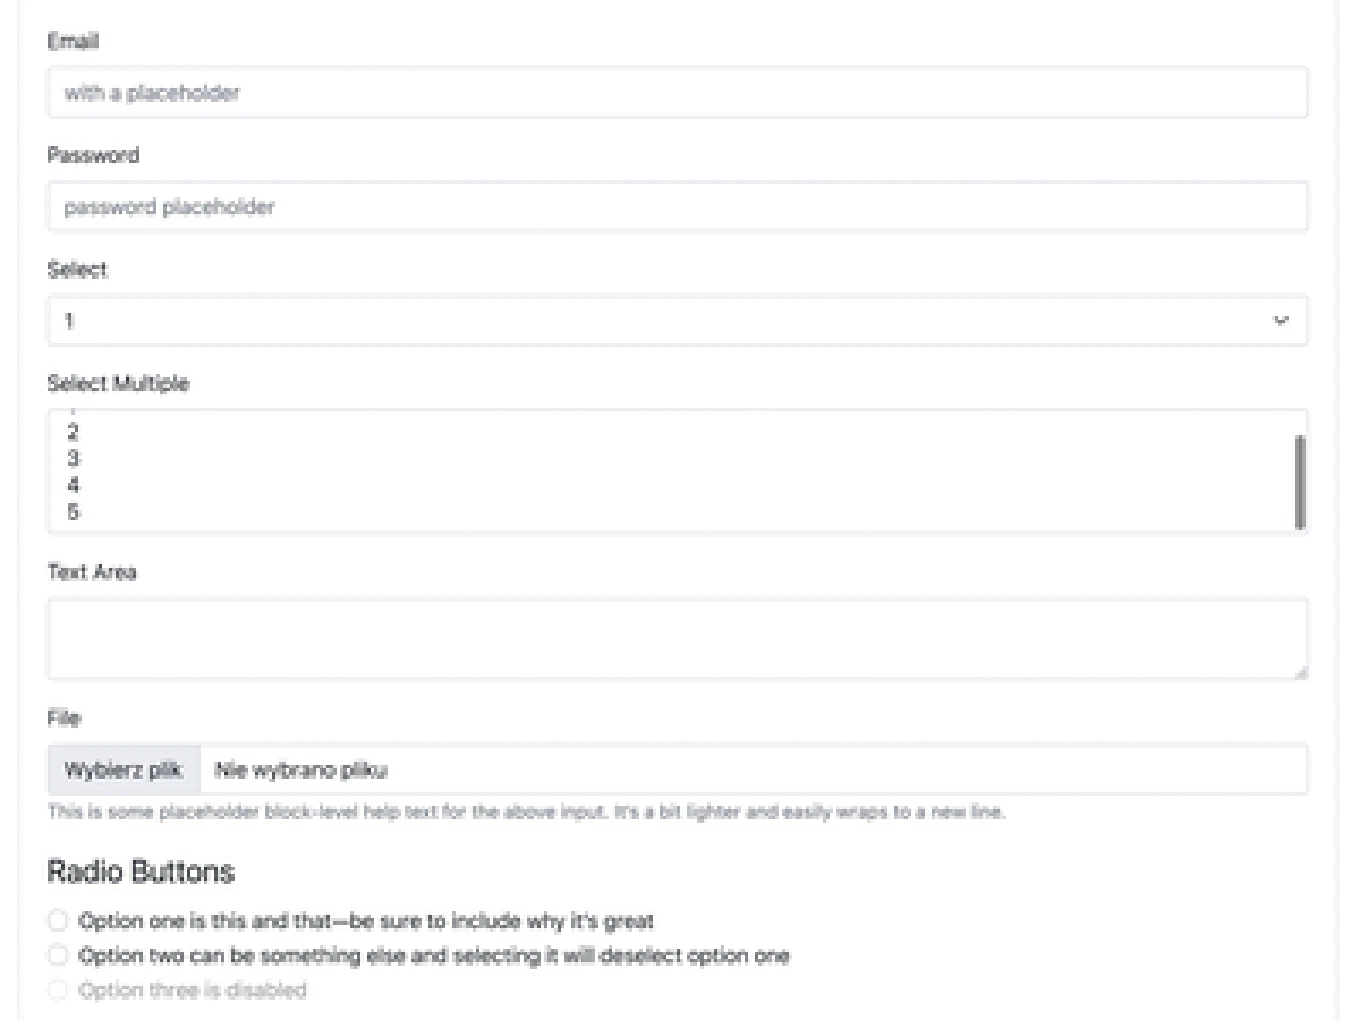 Email
with a placeholder
Password
password placeholder
Select
1
Select Multiple
2
3
4
5
Text Area
File
Wybierz plik Nie wybrano pliku
This is some placeholder block-level help text for the above input. It's a bit lighter and easily wraps to a new line.
Radio Buttons
Option one is this and that—be sure to include why it's great
Option two can be something else and selecting it will deselect option one
Option three is disabled